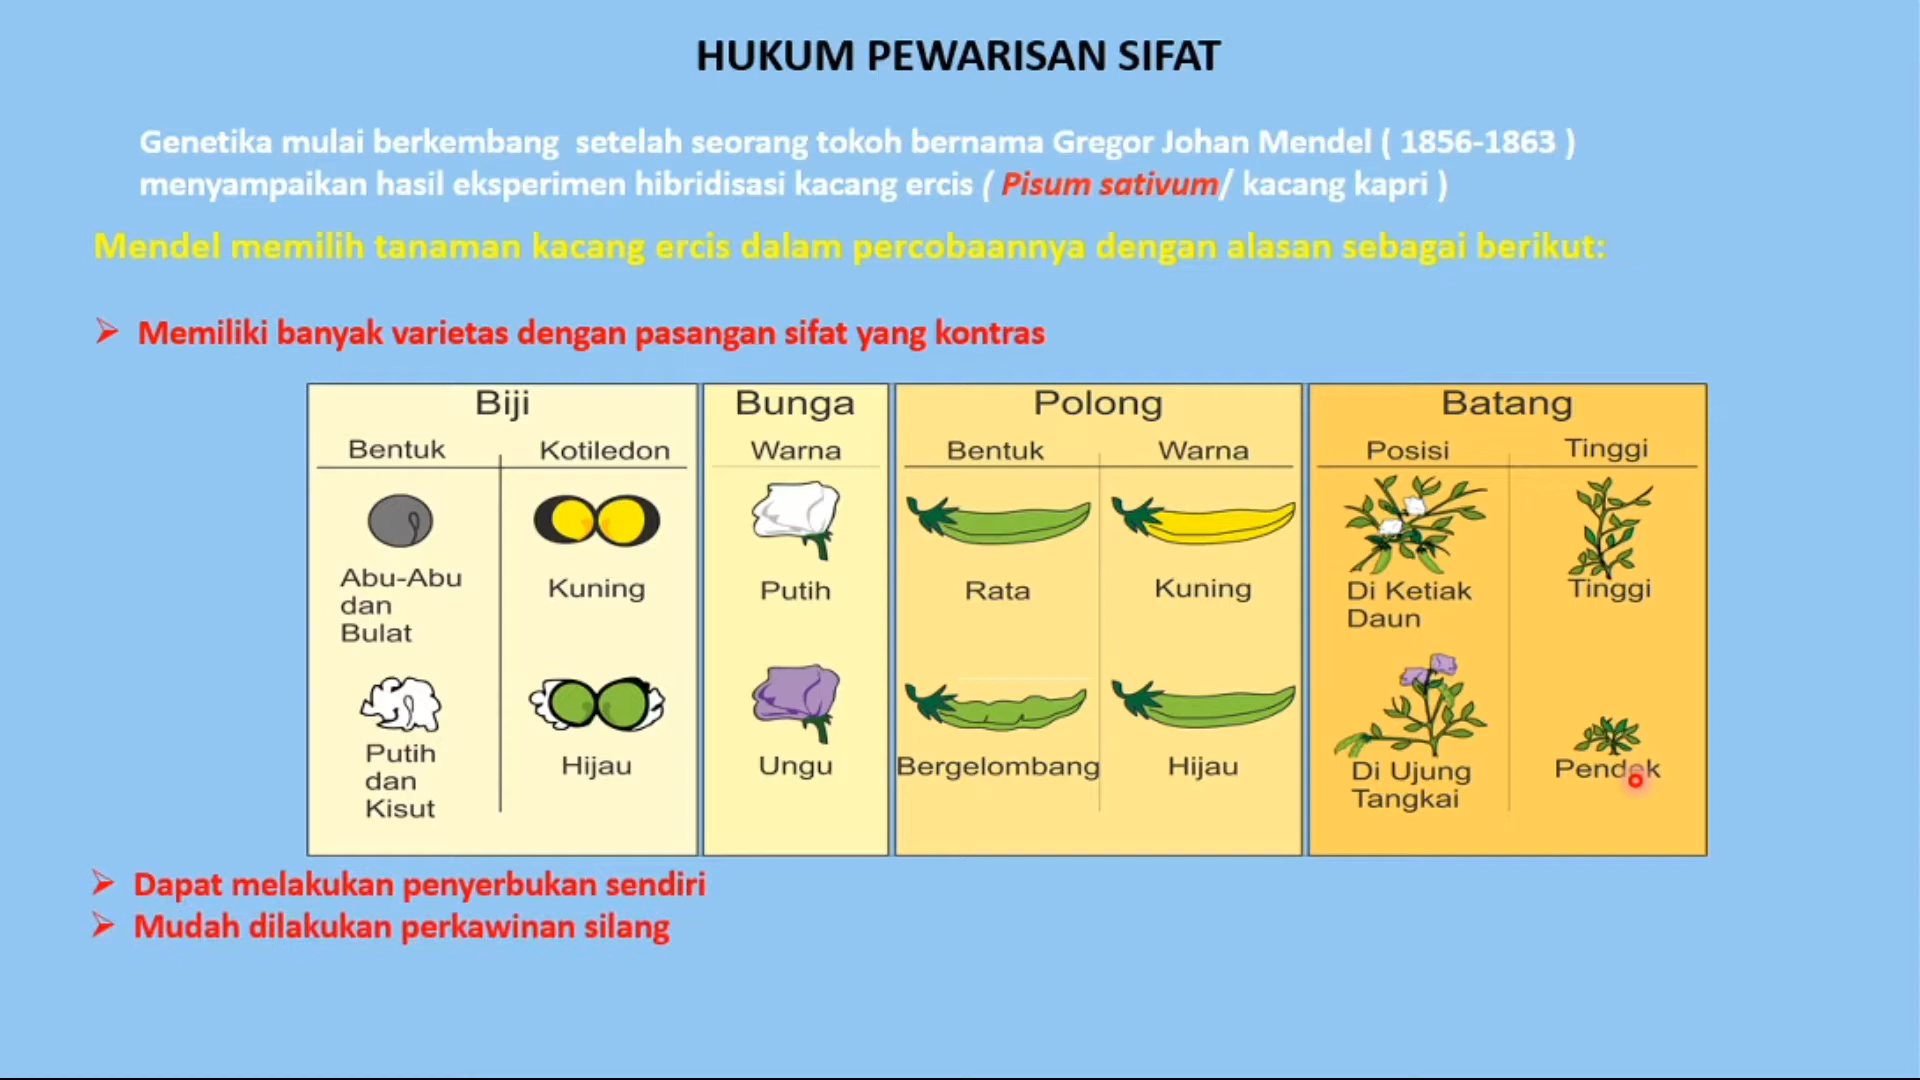 HUKUM PEWARISAN SIFAT
Genetika mulai berkembang setelah seorang tokoh bernama Gregor Johan Mendel ( 1856-1863 )
menyampaikan hasil eksperimen hibridisasi kacang ercis ( Pisum sativum/ kacang kapri )
Mendel memilih tanaman kacang ercis dalam percobaannya dengan alasan sebagai berikut:
Memiliki banyak varietas dengan pasangan sifat yang kontras
Biji Bunga Polong Batang
Bentuk Kotiledon Warna Bentuk Warna Posisi Tinggi
Abu-Abu
dan
Bulat
Kuning
Putih
Rata
Kuning
Di Ketiak
Daun
Tinggi
Putih
dan
Kisut
Hijau
Ungu
Bergelombang
Hijau
Di Ujung
Tangkai
Pendek
Dapat melakukan penyerbukan sendiri
Mudah dilakukan perkawinan silang